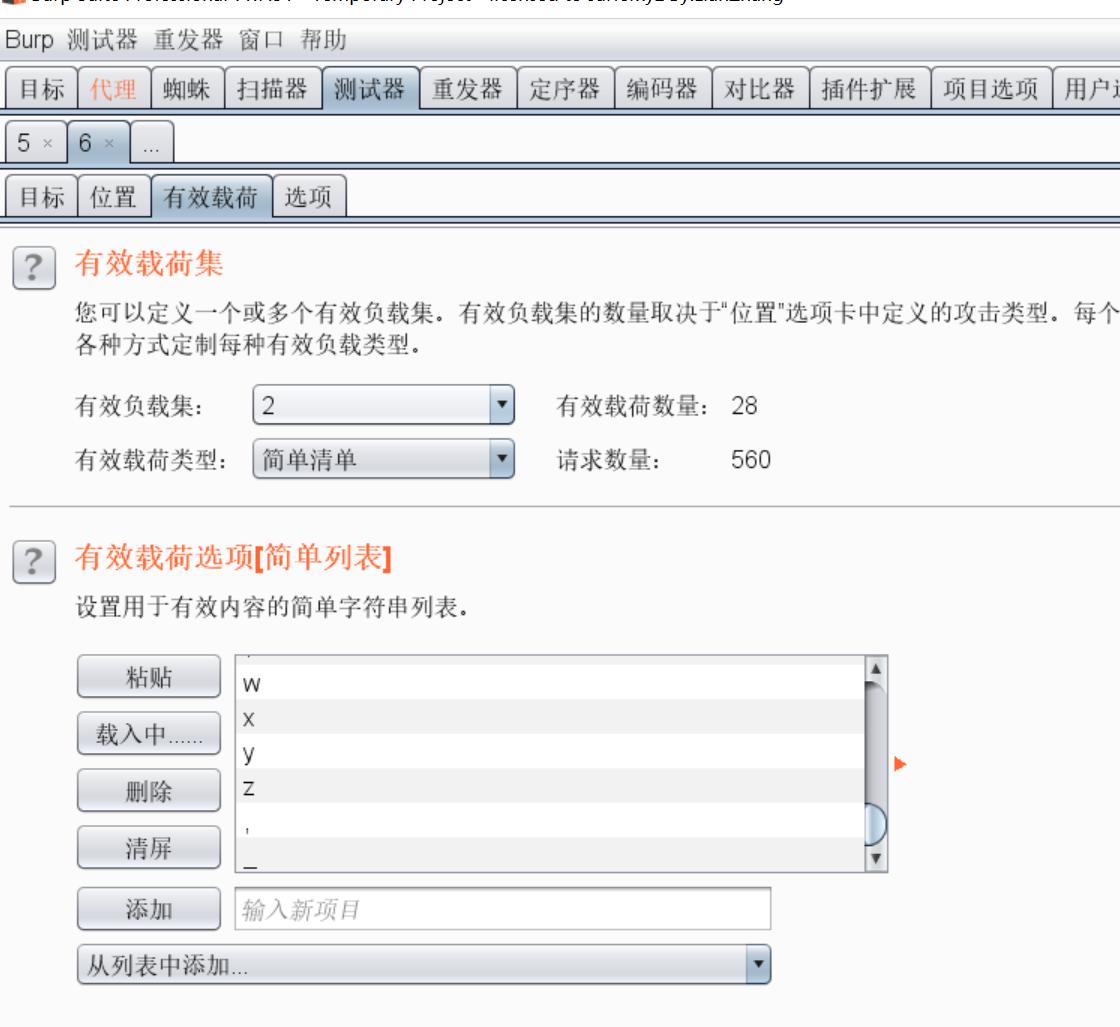 Burp 测试器 重发器 窗口 帮助
目标 代理 蜘蛛 扫描器 测试器 重发器 定序器 编码器 对比器 插件扩展 项目选项 用户
5 × 6 × ...
目标 位置 有效载荷 选项
? 有效载荷集
您可以定义一个或多个有效负载集。有效负载集的数量取决于“位置”选项卡中定义的攻击类型。每个
各种方式定制每种有效负载类型。
有效负载集: 2 有效载荷数量: 28
有效载荷类型: 简单清单 请求数量: 560
? 有效载荷选项[简单列表]
设置用于有效内容的简单字符串列表。
粘贴
载入中......
删除
清屏
w
x
y
z
,
_
添加 输入新项目
从列表中添加...